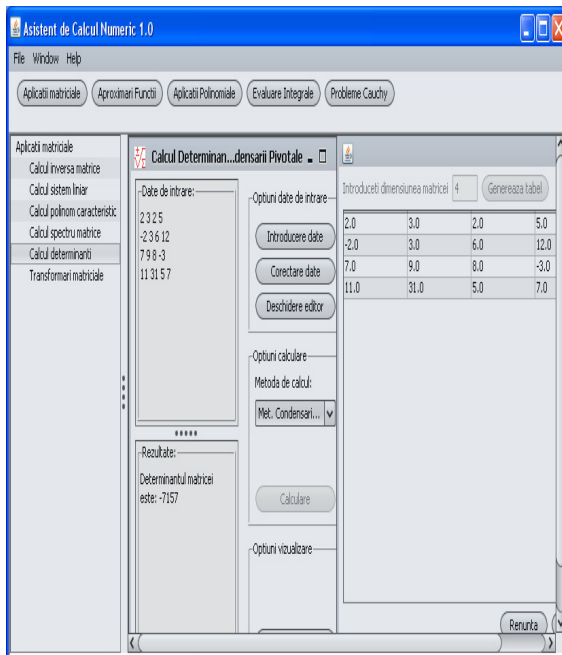 Asistent de Calcul Numeric 1.0
File Window Help
Aplicatii matriciale Aproximari Functii Aplicatii Polinomiale Evaluare Integrale Probleme Cauchy
Aplicatii matriciale
Calcul inversa matrice
Calcul sistem liniar
Calcul polinom caracteristic
Calcul spectru matrice
Calcul determinanti
Transformari matriciale
Calcul Determinan...densarii Pivotale
Date de intrare:
2 3 2 5
-2 3 6 12
7 9 8 -3
11 31 5 7
Rezultate:
Determinantul matricei
este: -7157
Optiuni date de intrare
Introducere date
Corectare date
Deschidere editor
Optiuni calculare
Metoda de calcul:
Met. Condensari...
Calculare
Optiuni vizualizare
Introduceti dimensiunea matricei 4 Genereaza tabel
2.0 3.0 2.0 5.0
-2.0 3.0 6.0 12.0
7.0 9.0 8.0 -3.0
11.0 31.0 5.0 7.0
Renunta